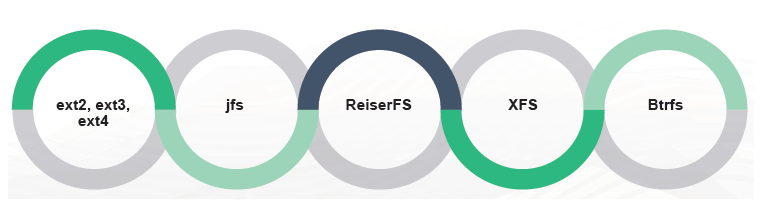 ext2, ext3,
ext4
jfs
ReiserFS
XFS
Btrfs